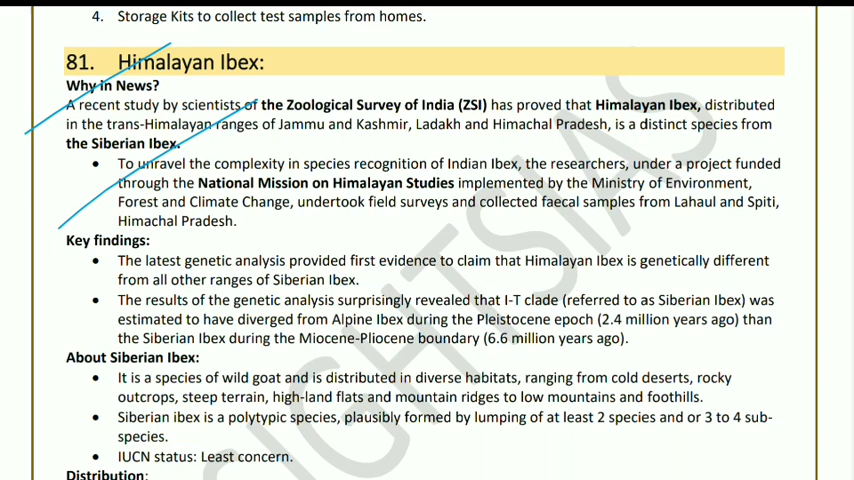 4. Storage Kits to collect test samples from homes.
81. Himalayan Ibex:
Why in News?
A recent study by scientists of the Zoological Survey of India (ZSI) has proved that Himalayan Ibex, distributed
in the trans-Himalayan ranges of Jammu and Kashmir, Ladakh and Himachal Pradesh, is a distinct species from
the Siberian Ibex.
• To unravel the complexity in species recognition of Indian Ibex, the researchers, under a project funded
through the National Mission on Himalayan Studies implemented by the Ministry of Environment,
Forest and Climate Change, undertook field surveys and collected faecal samples from Lahaul and Spiti,
Himachal Pradesh.
Key findings:
• The latest genetic analysis provided first evidence to claim that Himalayan Ibex is genetically different
from all other ranges of Siberian Ibex.
• The results of the genetic analysis surprisingly revealed that I-T clade (referred to as Siberian Ibex) was
estimated to have diverged from Alpine Ibex during the Pleistocene epoch (2.4 million years ago) than
the Siberian Ibex during the Miocene-Pliocene boundary (6.6 million years ago).
About Siberian Ibex:
• It is a species of wild goat and is distributed in diverse habitats, ranging from cold deserts, rocky
outcrops, steep terrain, high-land flats and mountain ridges to low mountains and foothills.
• Siberian ibex is a polytypic species, plausibly formed by lumping of at least 2 species and or 3 to 4 sub-
species.
• IUCN status: Least concern.
Distribution:
SIGHTSIAS